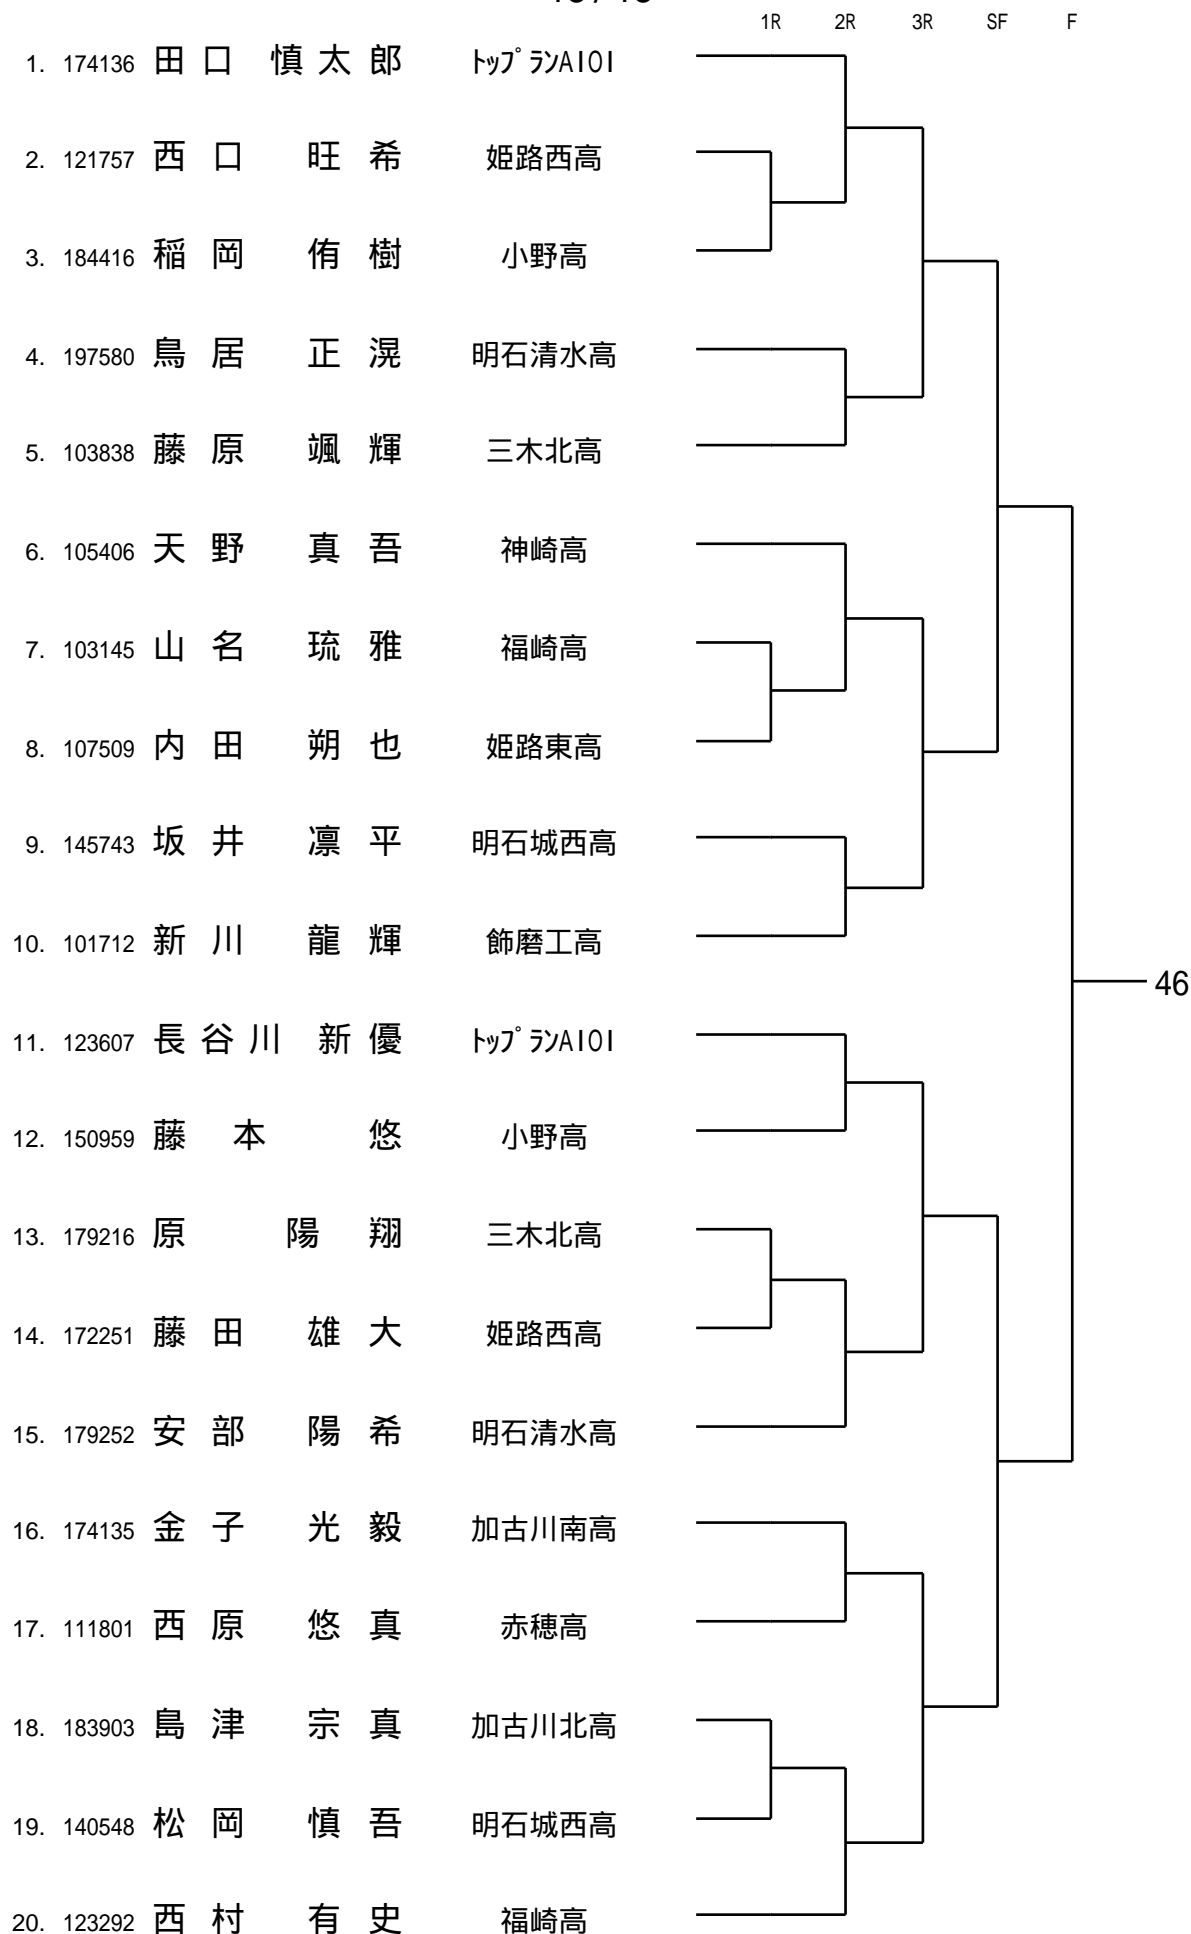 1R 2R 3R SF F
1. 174136 田口 慎太郎 ﾄｯﾌﾟﾗﾝAIOI
2. 121757 西口 旺希 姫路西高
3. 184416 稲岡 侑樹 小野高
4. 197580 鳥居 正滉 明石清水高
5. 103838 藤原 颯輝 三木北高
6. 105406 天野 真吾 神崎高
7. 103145 山名 琉雅 福崎高
8. 107509 内田 朔也 姫路東高
9. 145743 坂井 凛平 明石城西高
10. 101712 新川 龍輝 飾磨工高
46
11. 123607 長谷川 新優 ﾄｯﾌﾟﾗﾝAIOI
12. 150959 藤本 悠 小野高
13. 179216 原 陽翔 三木北高
14. 172251 藤田 雄大 姫路西高
15. 179252 安部 陽希 明石清水高
16. 174135 金子 光毅 加古川南高
17. 111801 西原 悠真 赤穂高
18. 183903 島津 宗真 加古川北高
19. 140548 松岡 慎吾 明石城西高
20. 123292 西村 有史 福崎高